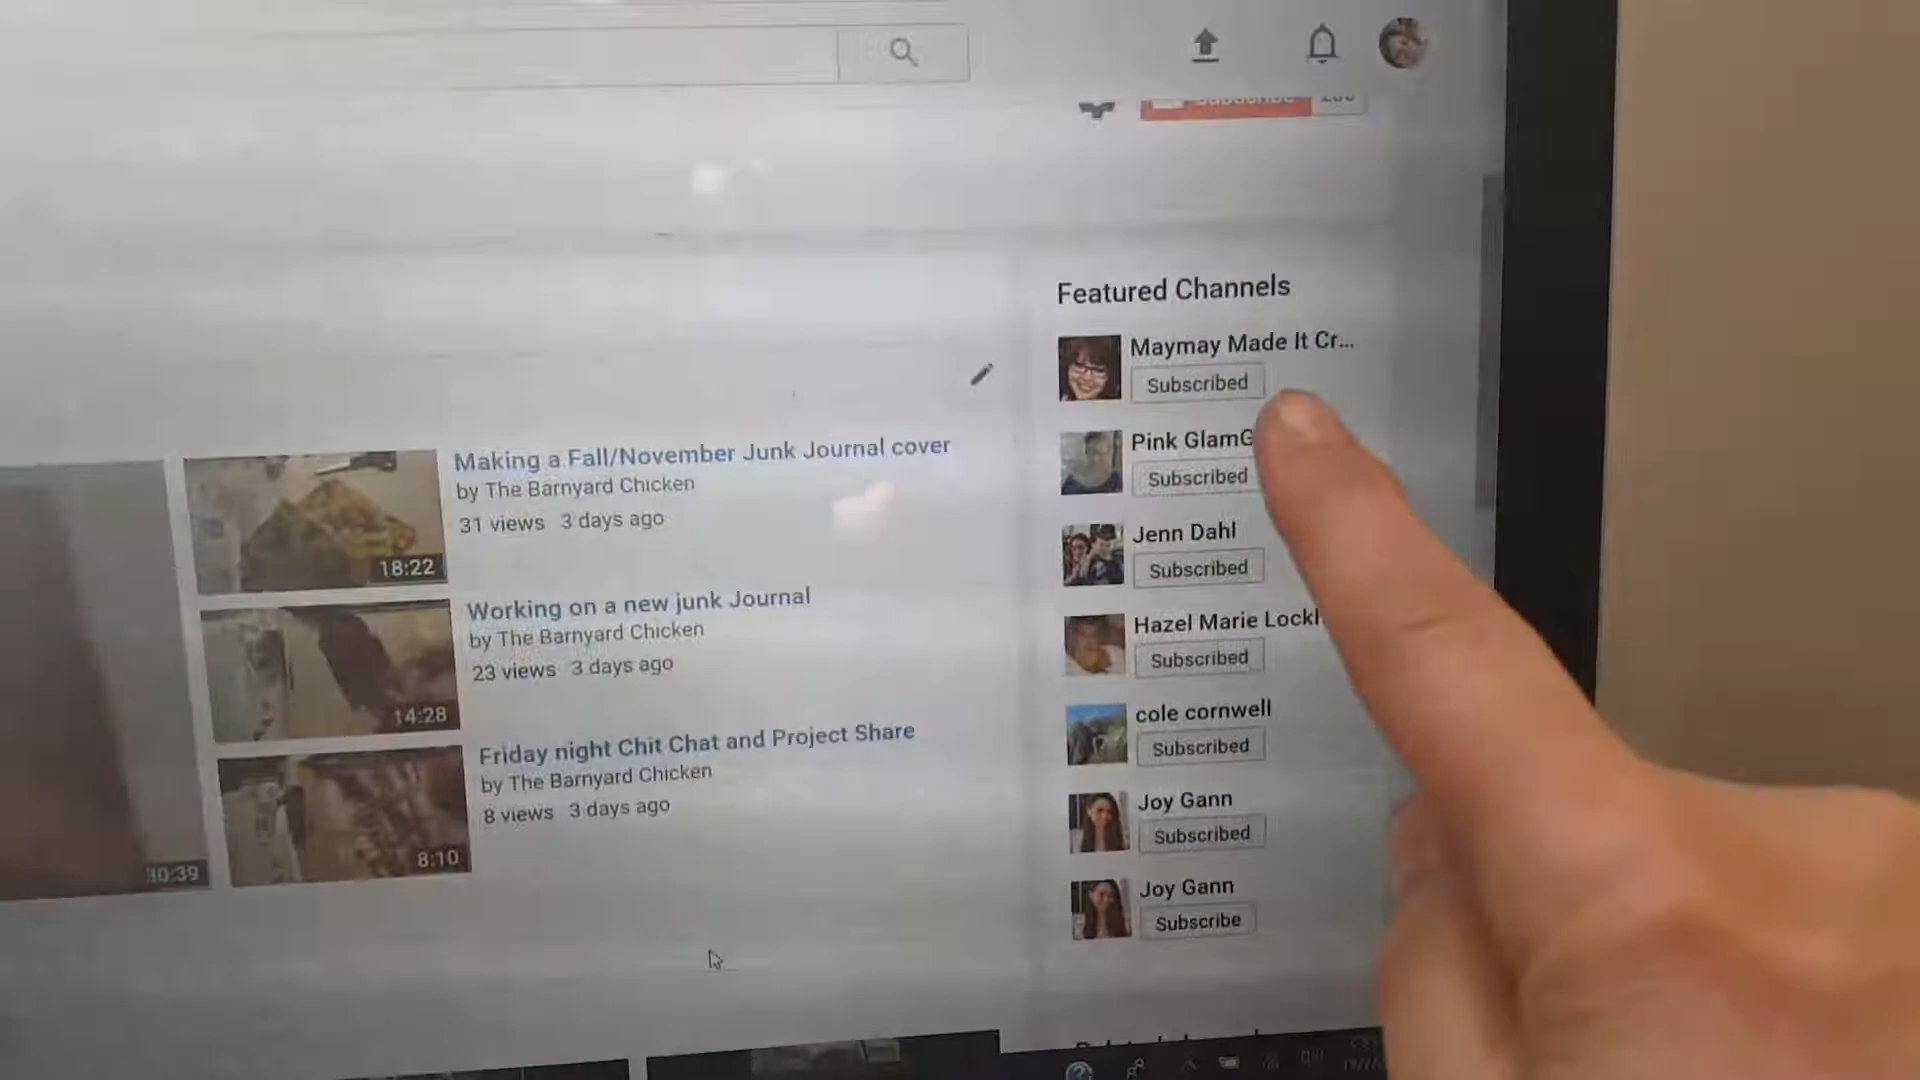 Subscribe
Featured Channels
Maymay Made It Cr...
Subscribed
Pink GlamG
Subscribed
Jenn Dahl
Subscribed
Hazel Marie Lockh
Subscribed
cole cornwell
Subscribed
Joy Gann
Subscribed
Joy Gann
Subscribe
Making a Fall/November Junk Journal cover
by The Barnyard Chicken
31 views 3 days ago
18:22
Working on a new junk Journal
by The Barnyard Chicken
23 views 3 days ago
14:28
Friday night Chit Chat and Project Share
by The Barnyard Chicken
8 views 3 days ago
8:10
30:39